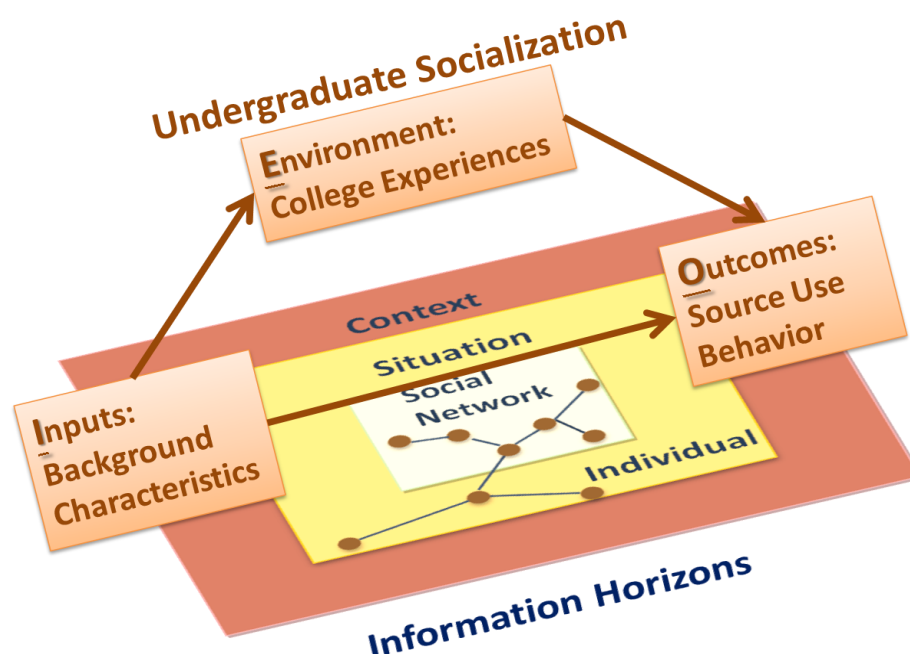 Undergraduate Socialization
Environment:
College Experiences
Outcomes:
Source Use
Behavior
Context
Situation
Social
Network
Individual
Inputs:
Background
Characteristics
Information Horizons